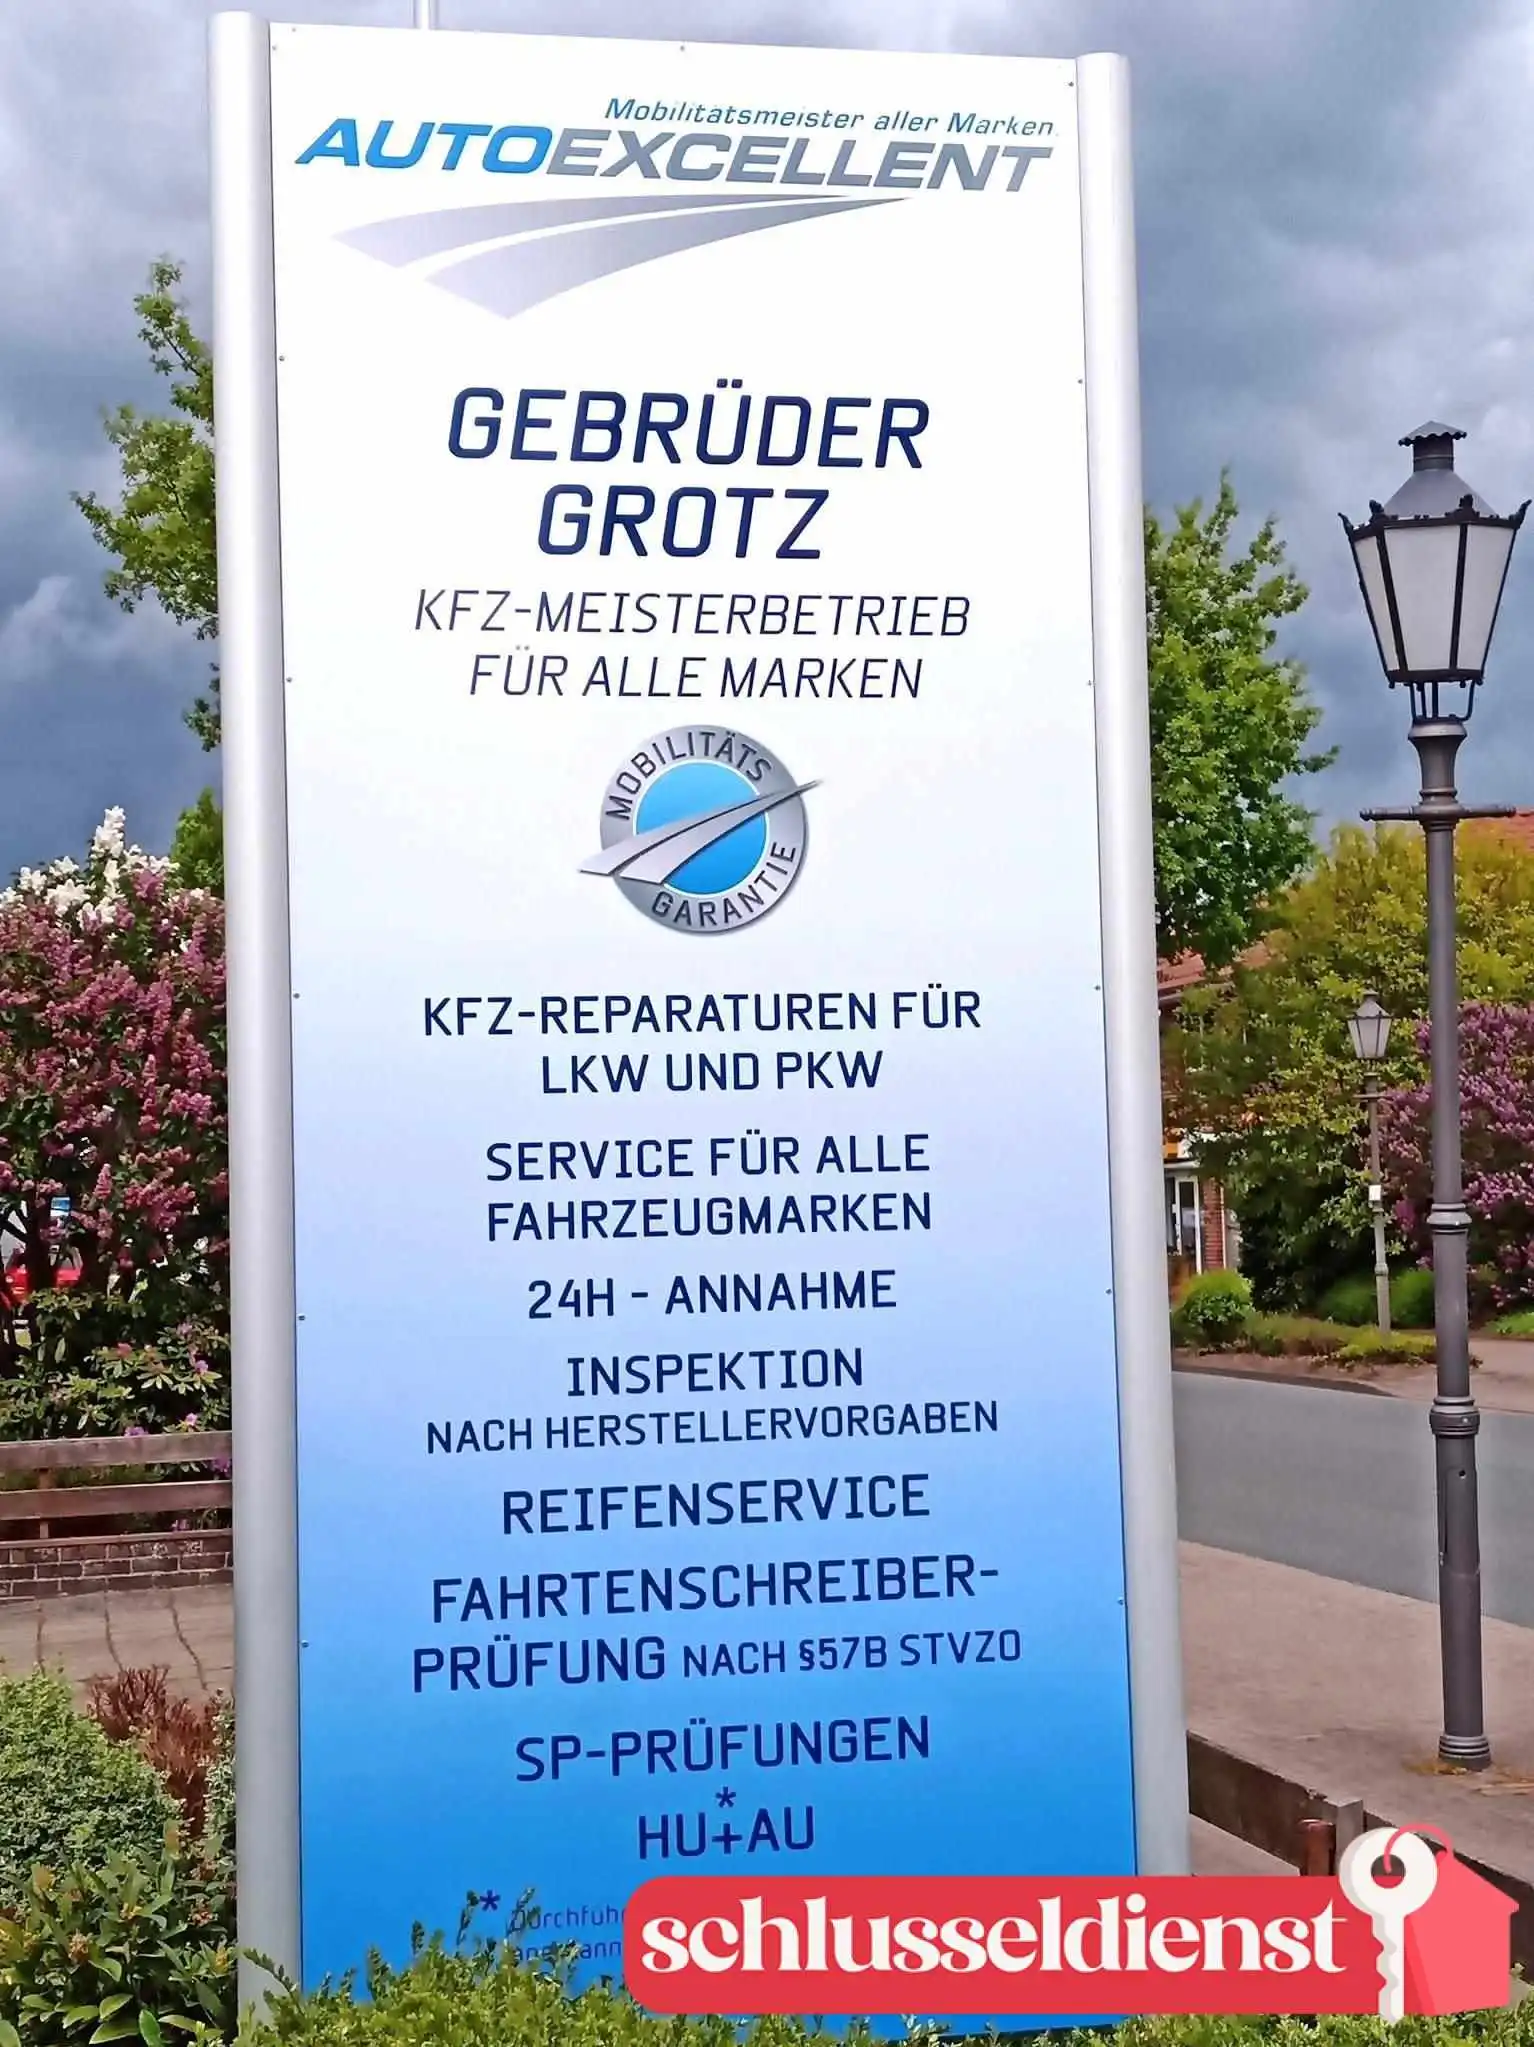 Mobilitätsmeister aller Marken.
AUTOEXCELLENT
GEBRÜDER
GROTZ
KFZ-MEISTERBETRIEB
FÜR ALLE MARKEN
MOBILITÄTS
GARANTIE
KFZ-REPARATUREN FÜR
LKW UND PKW
SERVICE FÜR ALLE
FAHRZEUGMARKEN
24H - ANNAHME
INSPEKTION
NACH HERSTELLERVORGABEN
REIFENSERVICE
FAHRTENSCHREIBER-
PRÜFUNG NACH §57B STVZO
SP-PRÜFUNGEN
*
HU+AU
*
schlusseldienst